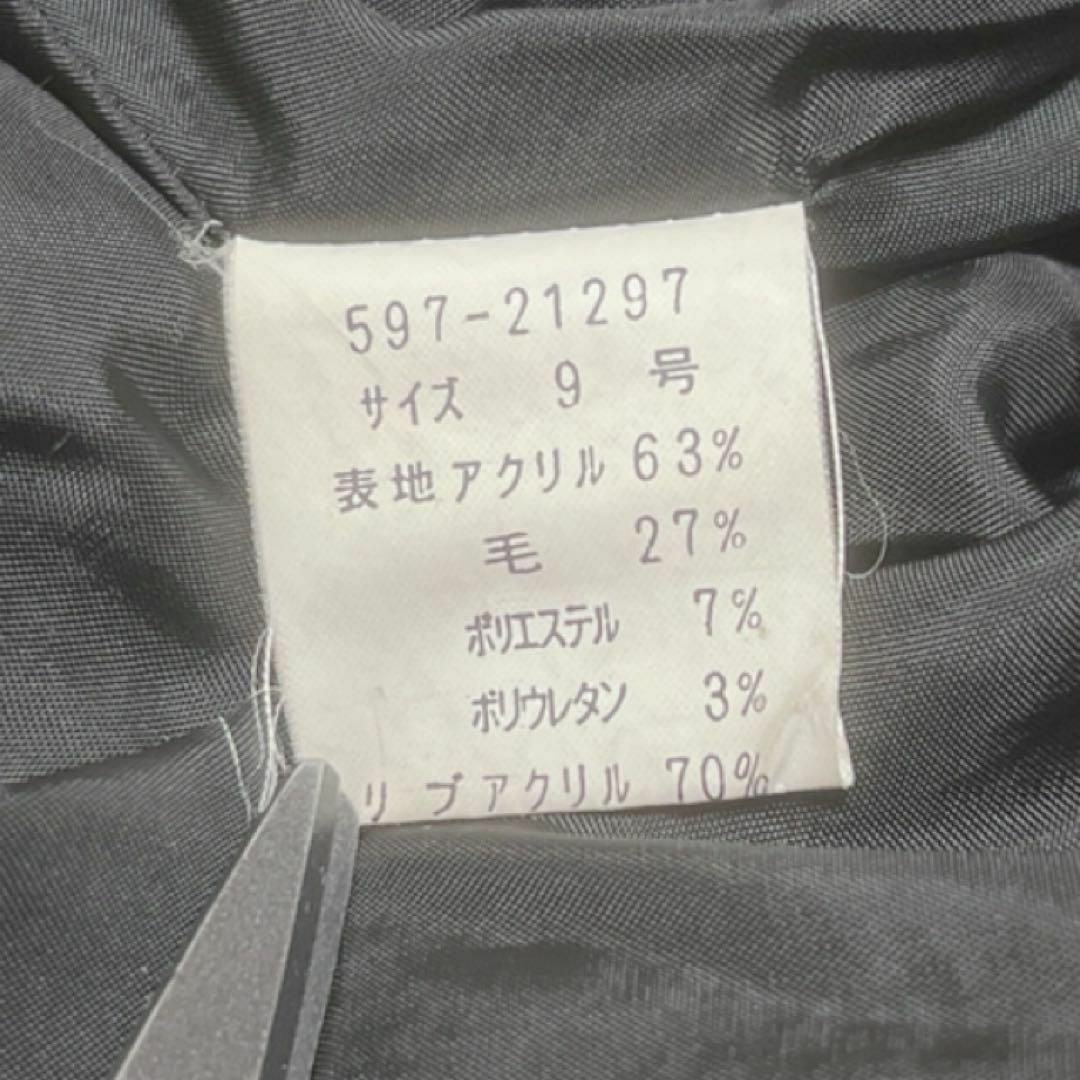 597-21297
サイズ 9 号
表地アクリル 63%
毛 27%
ポリエステル 7%
ポリウレタン 3%
リブアクリル 70%